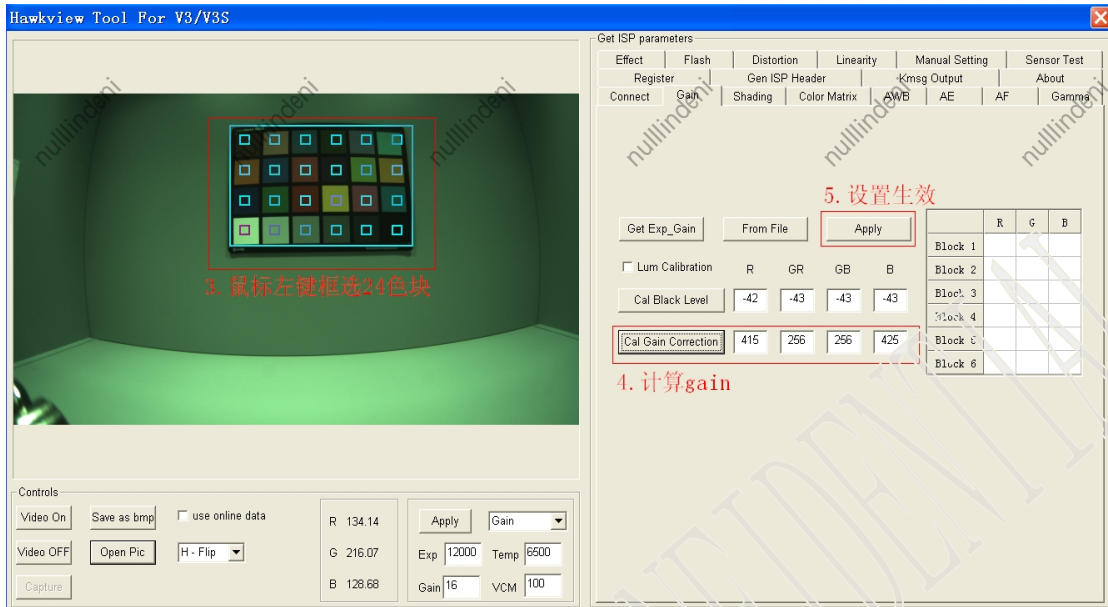 Hawkview Tool For V3/V3S
Get ISP parameters
Effect Flash Distortion Linearity Manual Setting Sensor Test
Register Gen ISP Header Kmsg Output About
Connect Gain Shading Color Matrix AWB AE AF Gamma
nulllindeni nulllindeni nulllindeni nulllindeni nulllindeni nulllindeni
3. 鼠标左键框选24色块
5. 设置生效
Get Exp_Gain From File Apply
R G B
Block 1
Lum Calibration R GR GB B
Block 2
Cal Black Level -42 -43 -43 -43
Block 3
Block 4
Cal Gain Correction 415 256 256 425
Block 5
Block 6
4. 计算gain
Controls
Video On Save as bmp use online data
Video OFF Open Pic H - Flip
Capture
R 134.14
G 216.07
B 128.68
Apply Gain
Exp 12000 Temp 6500
Gain 16 VCM 100